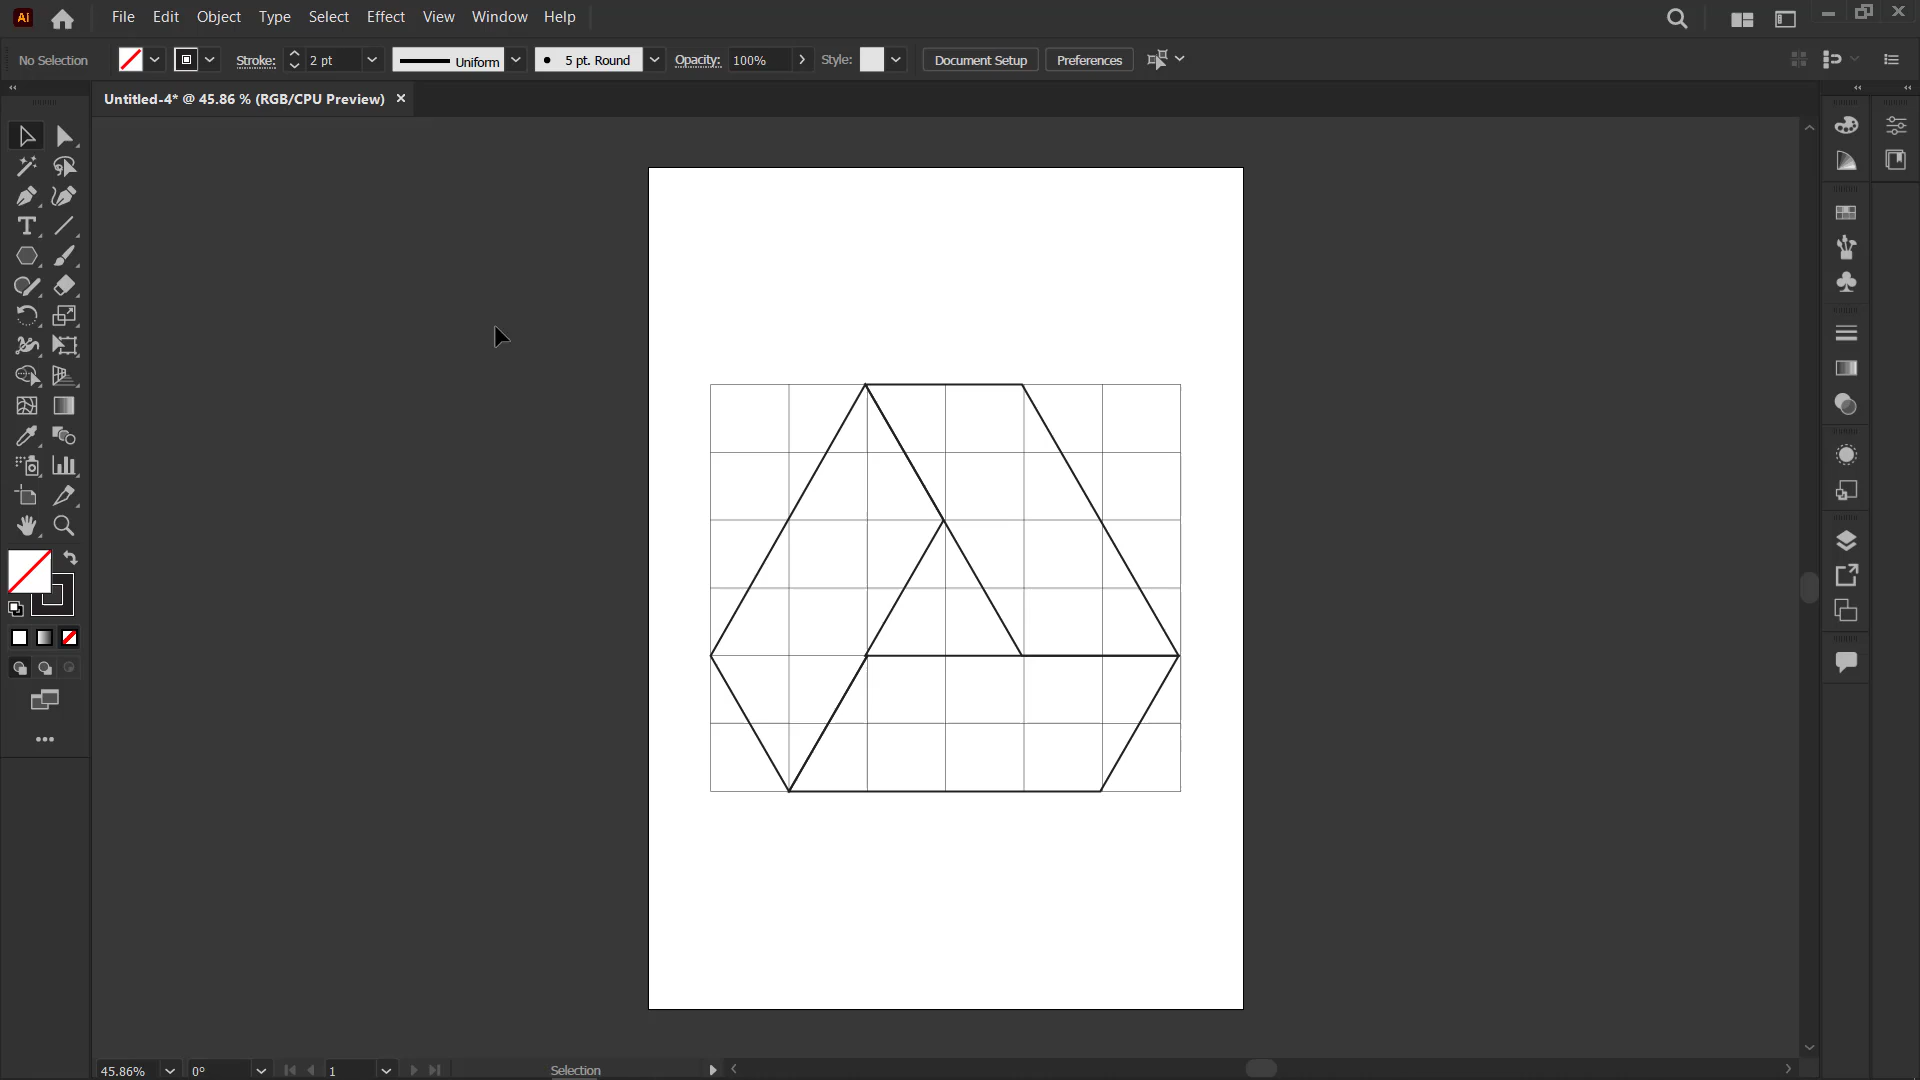 Ai File Edit Object Type Select Effect View Window Help
No Selection Stroke: 2 pt Uniform 5 pt. Round Opacity: 100% Style: Document Setup Preferences
Untitled-4* @ 45.86 % (RGB/CPU Preview) ×
45.86% 0° 1 Selection